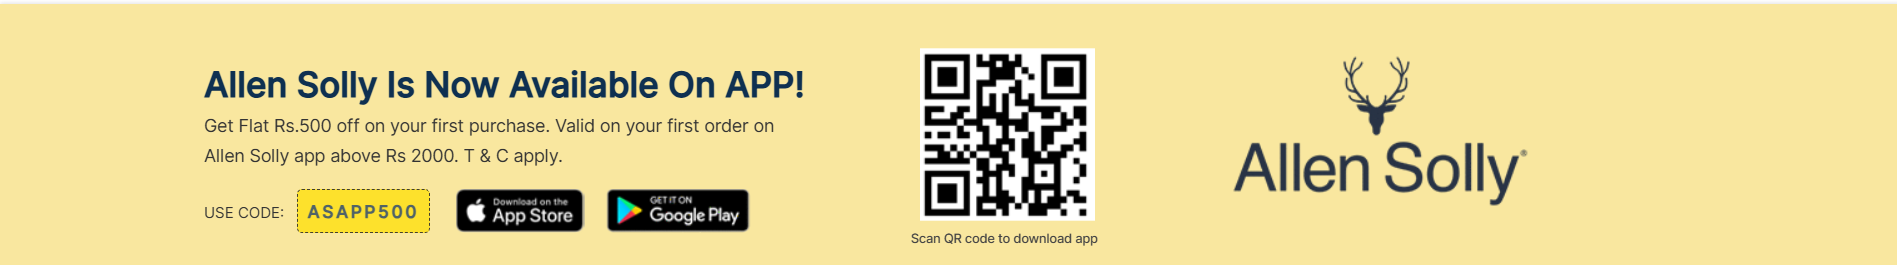 Allen Solly Is Now Available On APP!
Get Flat Rs.500 off on your first purchase. Valid on your first order on
Allen Solly app above Rs 2000. T & C apply.
USE CODE: ASAPP500
Download on the
App Store
GET IT ON
Google Play
Scan QR code to download app
Allen Solly®